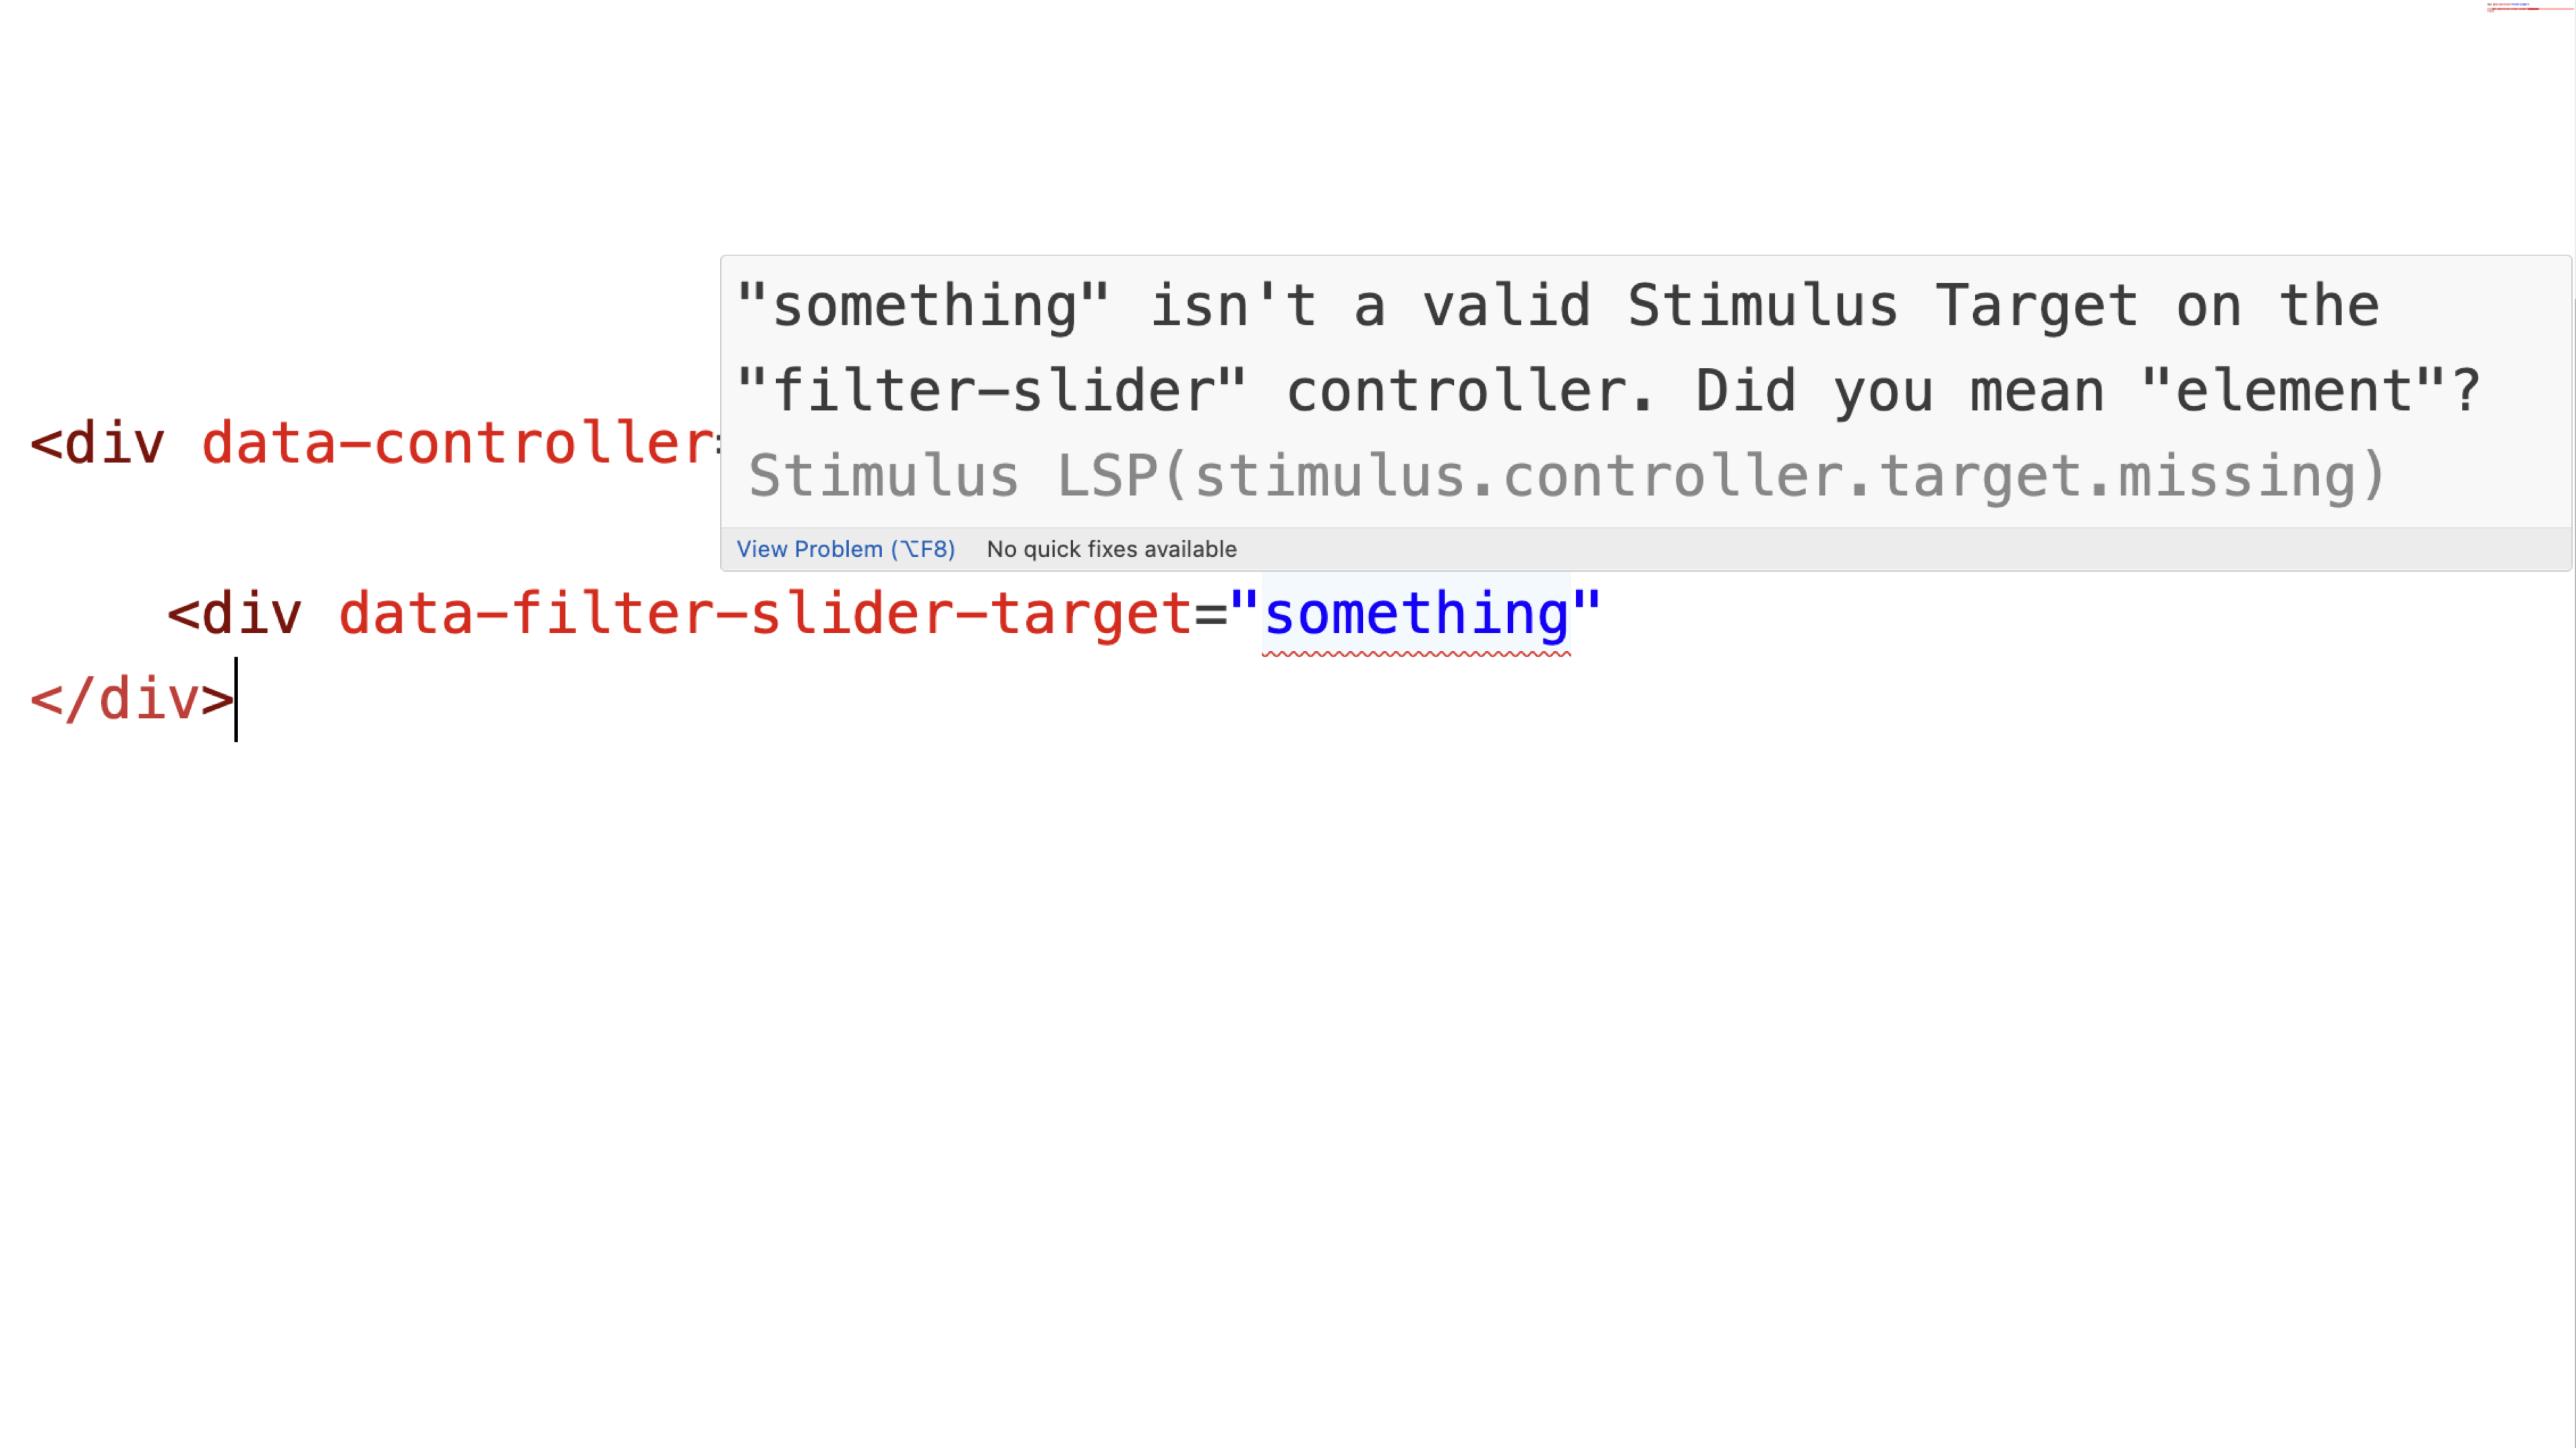 "something" isn't a valid Stimulus Target on the
"filter-slider" controller. Did you mean "element"?
<div data-controller=
Stimulus LSP(stimulus.controller.target.missing)
View Problem (⌥F8) No quick fixes available
<div data-filter-slider-target="something"
</div>